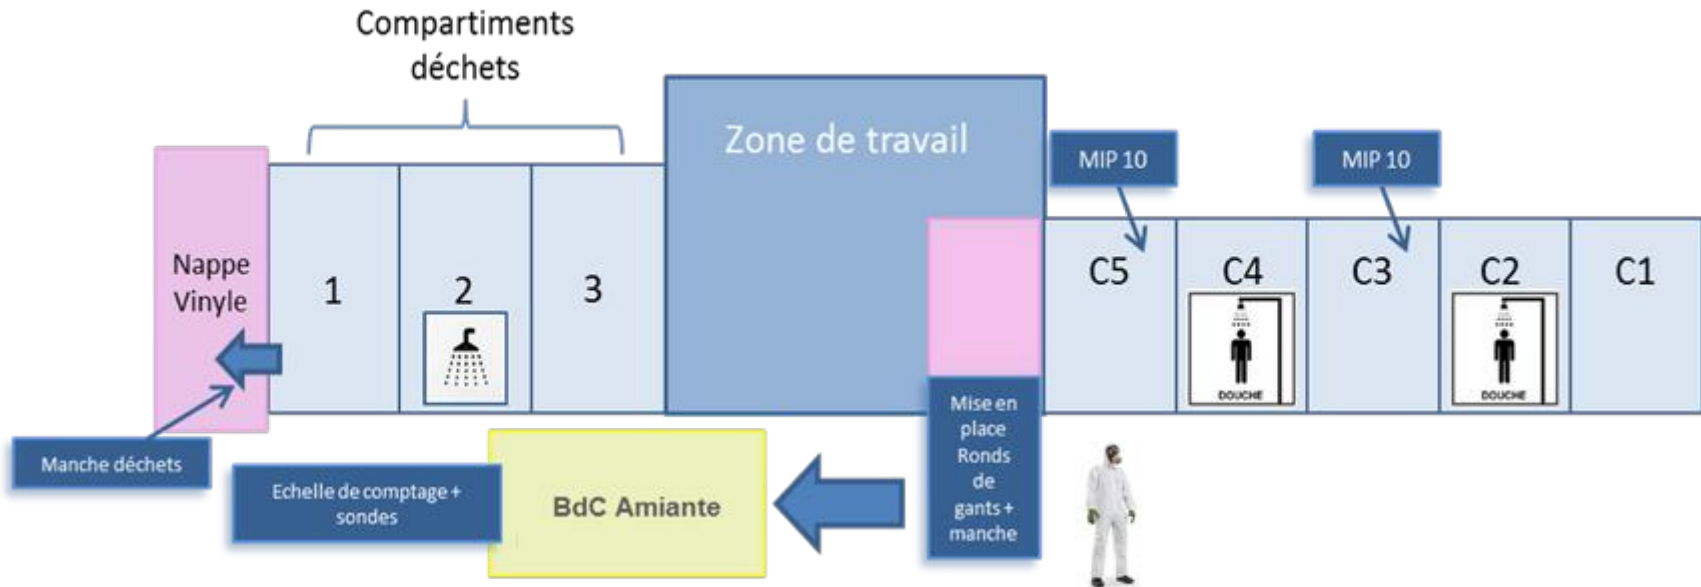 Compartiments
déchets
Zone de travail
MIP 10
MIP 10
Nappe
Vinyle
1
2
3
C5
C4
C3
C2
C1
DOUCHE
DOUCHE
Manche déchets
Echelle de comptage +
sondes
BdC Amiante
Mise en
place
Ronds
de
gants +
manche